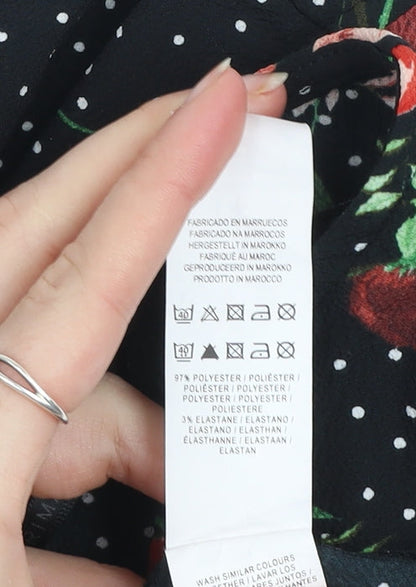 FABRICADO EN MARRUECOS
FABRICADO NA MARROCOS
HERGESTELLT IN MAROKKO
FABRIQUÉ AU MAROC
GEPRODUCEERD IN MAROKKO
PRODOTTO IN MAROCCO
40
40
97% POLYESTER / POLIÉSTER /
POLIÉSTER / POLYESTER /
POLYESTER / POLYESTER /
POLIESTERE
3% ELASTANE / ELASTANO /
ELASTANO / ELASTHAN /
ÉLASTHANNE / ELASTAAN /
ELASTAN
WASH SIMILAR COLOURS
/ LAVAR LOS